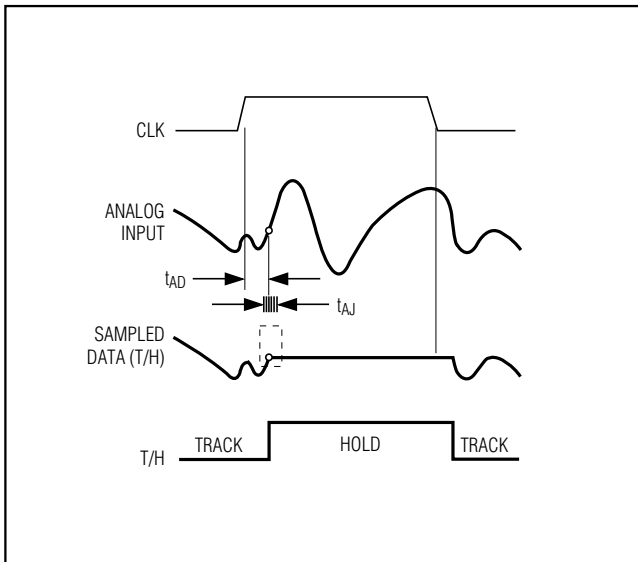 CLK
ANALOG
INPUT
tAD
tAJ
SAMPLED
DATA (T/H)
T/H TRACK HOLD TRACK